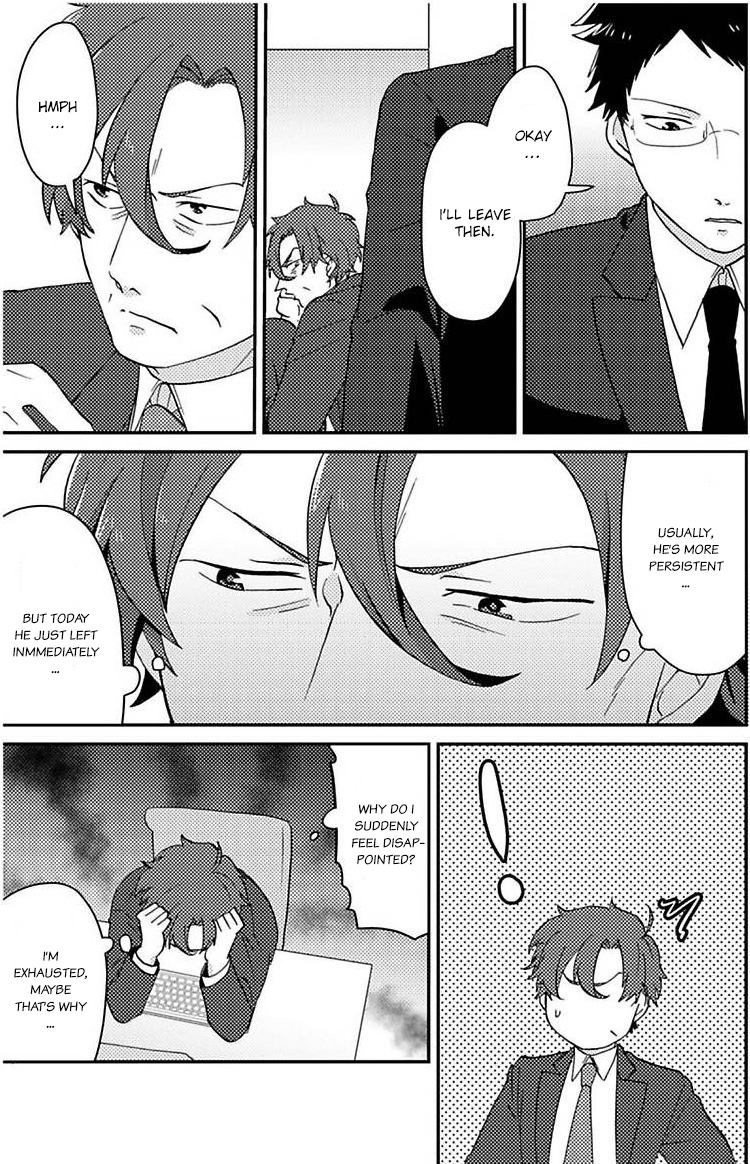 OKAY
...
I'LL LEAVE
THEN.
HMPH
...
USUALLY,
HE'S MORE
PERSISTENT
...
BUT TODAY
HE JUST LEFT
INMMEDIATELY
...
WHY DO I
SUDDENLY
FEEL DISAP-
POINTED?
I'M
EXHAUSTED,
MAYBE
THAT'S WHY
...